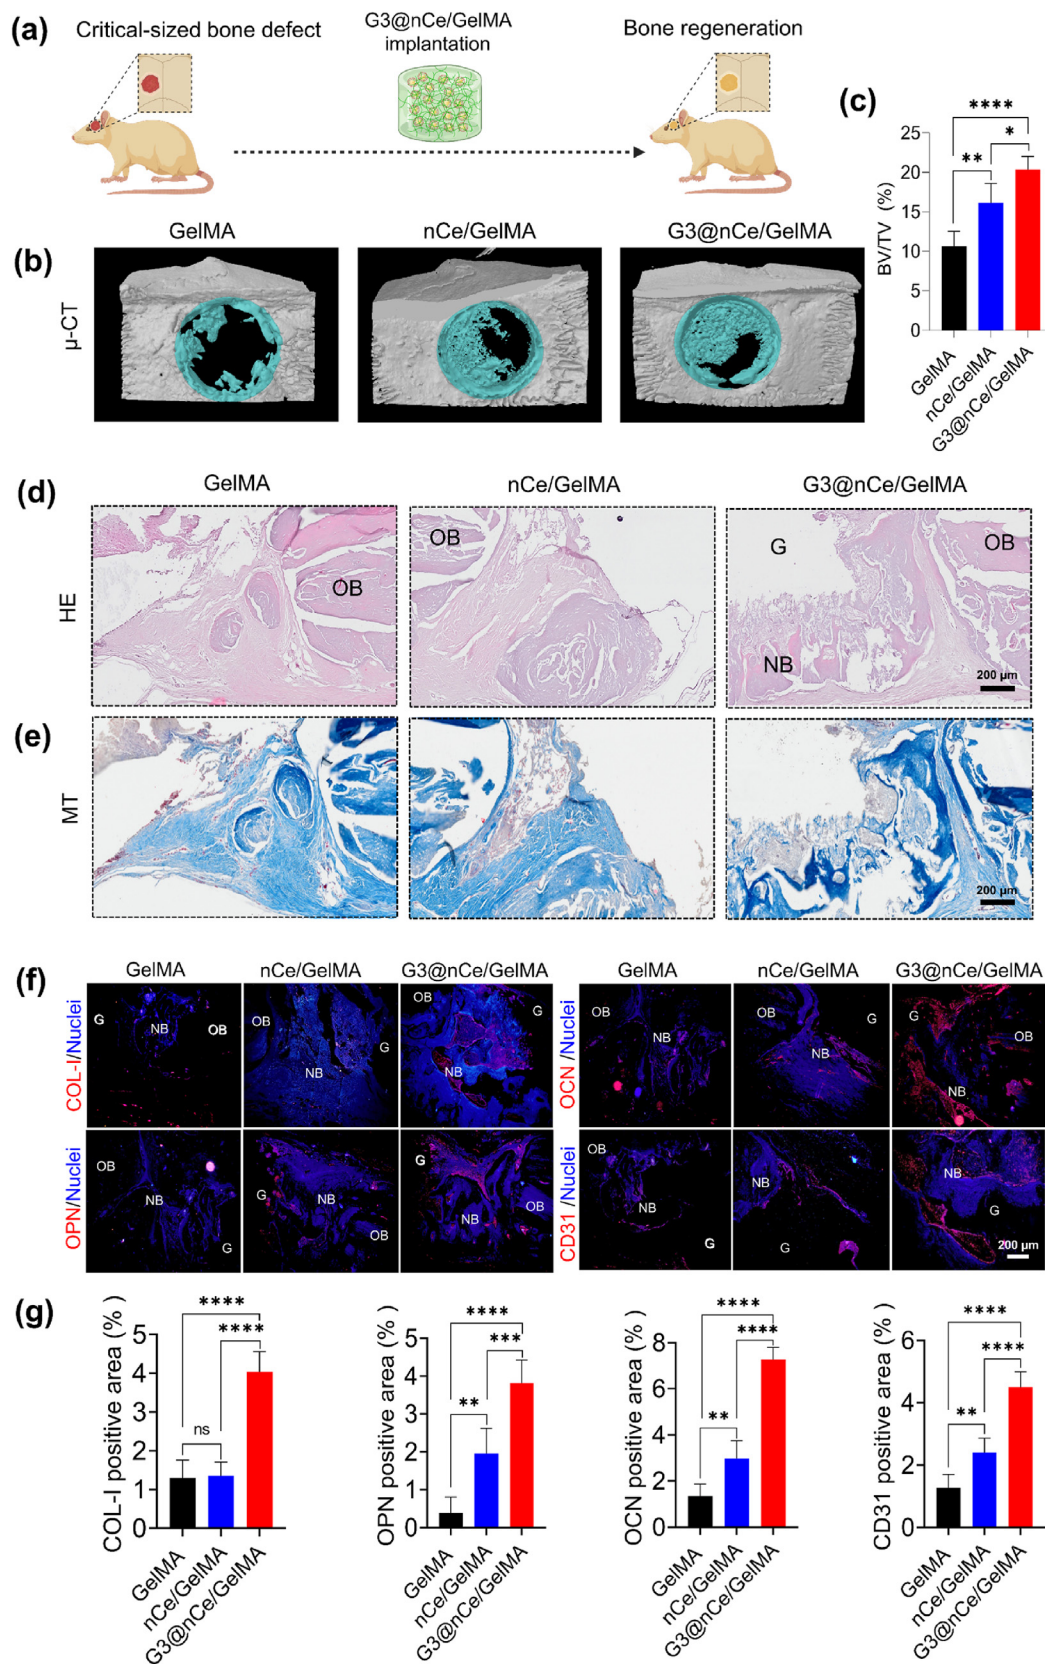 (a)
Critical-sized bone defect
G3@nCe/GelMA
implantation
Bone regeneration
(b)
μ-CT
GelMA
nCe/GelMA
G3@nCe/GelMA
(c)
****
*
**
BV/TV (%)
25
20
15
10
5
0
GelMA
nCe/GelMA
G3@nCe/GelMA
(d)
GelMA
nCe/GelMA
G3@nCe/GelMA
HE
OB
OB
G
OB
NB
200 μm
(e)
MT
200 μm
(f)
GelMA
nCe/GelMA
G3@nCe/GelMA
GelMA
nCe/GelMA
G3@nCe/GelMA
COL-I/Nuclei
G
NB
OB
OB
NB
G
OB
G
NB
OCN /Nuclei
OB
NB
G
OB
G
NB
G
OB
NB
OPN/Nuclei
OB
NB
G
G
NB
OB
G
NB
OB
CD31 /Nuclei
OB
NB
G
NB
G
NB
G
200 μm
(g)
COL-I positive area (% )
5
4
3
2
1
0
****
****
ns
GelMA
nCe/GelMA
G3@nCe/GelMA
OPN positive area (% )
5
4
3
2
1
0
****
***
**
GelMA
nCe/GelMA
G3@nCe/GelMA
OCN positive area (% )
8
6
4
2
0
****
****
**
GelMA
nCe/GelMA
G3@nCe/GelMA
CD31 positive area (% )
6
4
2
0
****
****
**
GelMA
nCe/GelMA
G3@nCe/GelMA